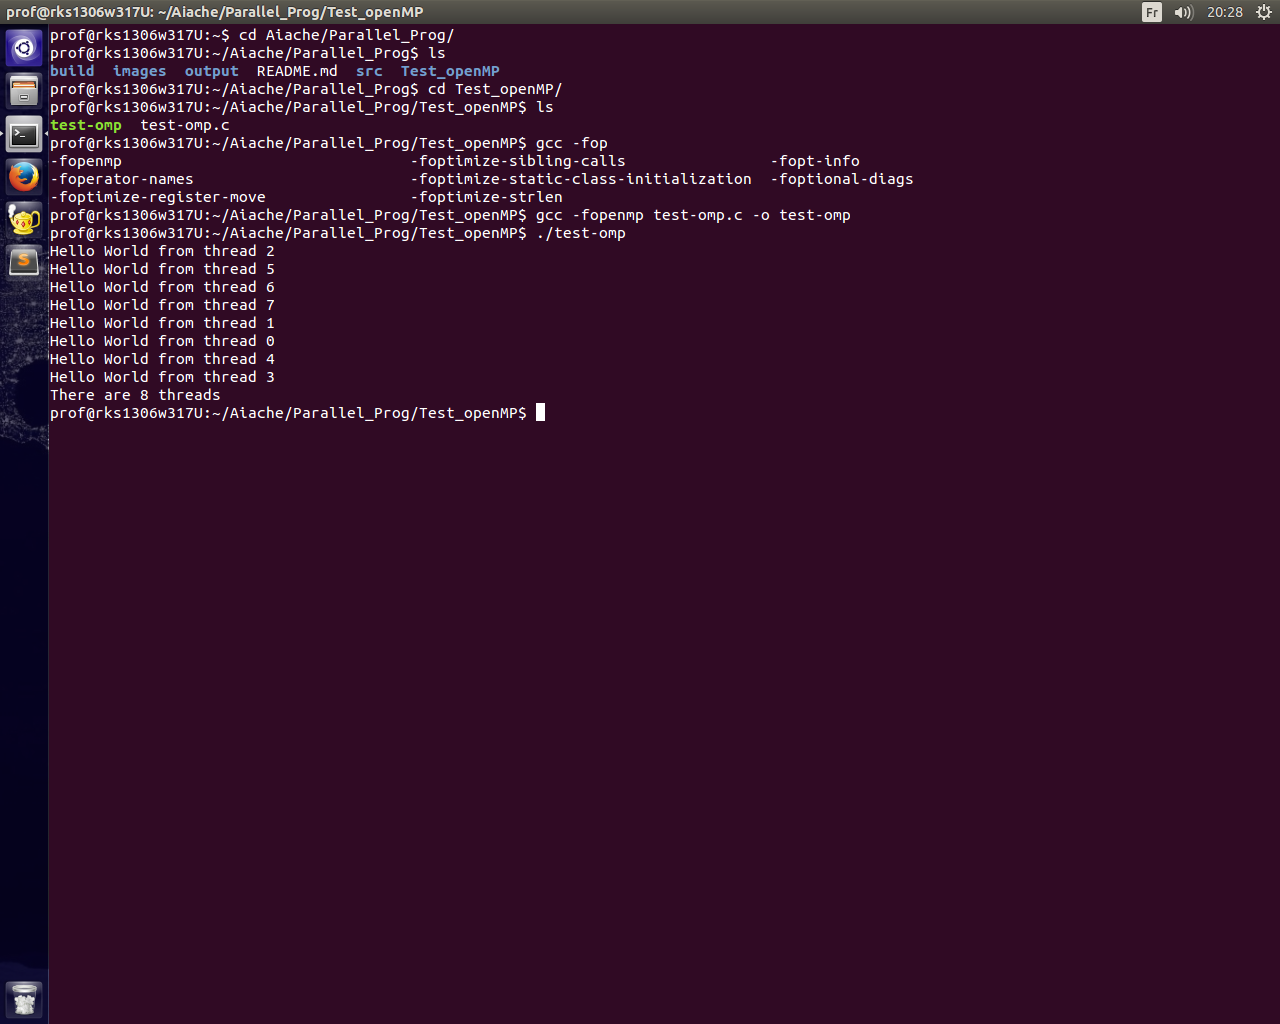 prof@rks1306w317U: ~/Aiache/Parallel_Prog/Test_openMP
Fr
20:28
prof@rks1306w317U:~$ cd Aiache/Parallel_Prog/
prof@rks1306w317U:~/Aiache/Parallel_Prog$ ls
build  images  output  README.md  src  Test_openMP
prof@rks1306w317U:~/Aiache/Parallel_Prog$ cd Test_openMP/
prof@rks1306w317U:~/Aiache/Parallel_Prog/Test_openMP$ ls
test-omp  test-omp.c
prof@rks1306w317U:~/Aiache/Parallel_Prog/Test_openMP$ gcc -fop
-fopenmp                                -foptimize-sibling-calls                -fopt-info
-foperator-names                        -foptimize-static-class-initialization  -foptional-diags
-foptimize-register-move                -foptimize-strlen
prof@rks1306w317U:~/Aiache/Parallel_Prog/Test_openMP$ gcc -fopenmp test-omp.c -o test-omp
prof@rks1306w317U:~/Aiache/Parallel_Prog/Test_openMP$ ./test-omp
Hello World from thread 2
Hello World from thread 5
Hello World from thread 6
Hello World from thread 7
Hello World from thread 1
Hello World from thread 0
Hello World from thread 4
Hello World from thread 3
There are 8 threads
prof@rks1306w317U:~/Aiache/Parallel_Prog/Test_openMP$